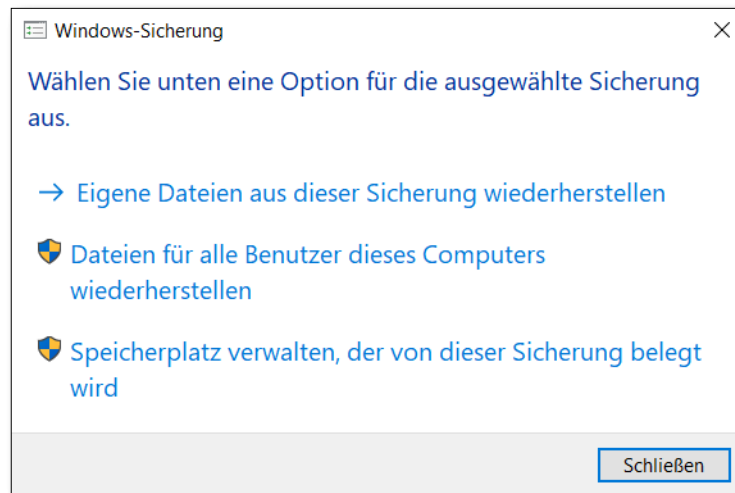 Windows-Sicherung
Wählen Sie unten eine Option für die ausgewählte Sicherung
aus.
Eigene Dateien aus dieser Sicherung wiederherstellen
Dateien für alle Benutzer dieses Computers
wiederherstellen
Speicherplatz verwalten, der von dieser Sicherung belegt
wird
Schließen